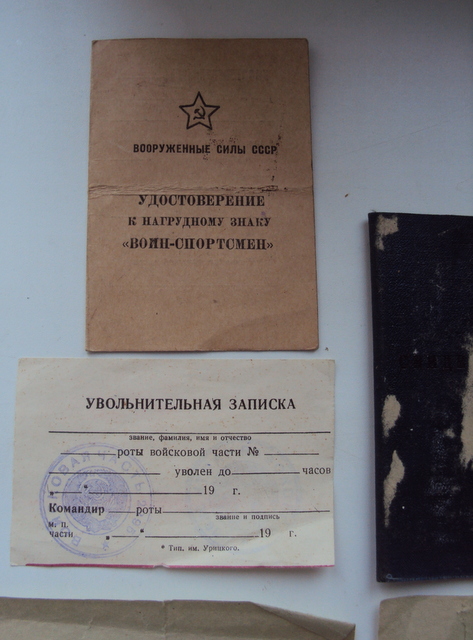 ВООРУЖЕННЫЕ СИЛЫ СССР
УДОСТОВЕРЕНИЕ
К НАГРУДНОМУ ЗНАКУ
«ВОИН-СПОРТСМЕН»
УВОЛЬНИТЕЛЬНАЯ ЗАПИСКА
звание, фамилия, имя и отчество
роты войсковой части №
уволен до часов
„ “ 19 г.
Командир роты
звание и подпись
м. п.
части „ “ 19 г.
* Тип. им. Урицкого.